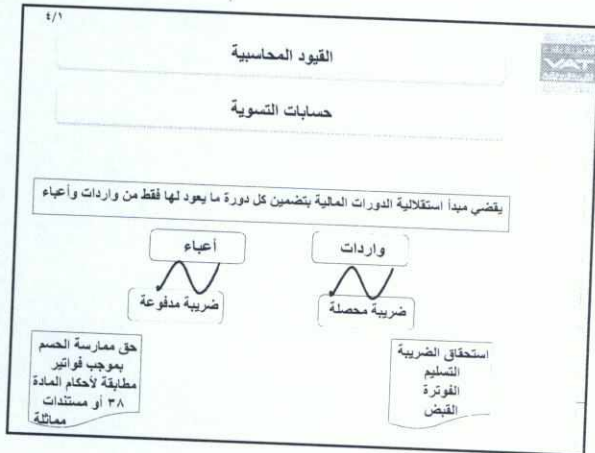 ٤/١
القيود المحاسبية
VAT
حسابات التسوية
يقضي مبدأ استقلالية الدورات المالية بتضمين كل دورة ما يعود لها فقط من واردات وأعباء
واردات
أعباء
ضريبة محصلة
ضريبة مدفوعة
استحقاق الضريبة
التسليم
الفوترة
القبض
حق ممارسة الحسم
بموجب فواتير
مطابقة لأحكام المادة
٣٨ أو مستندات
مماثلة